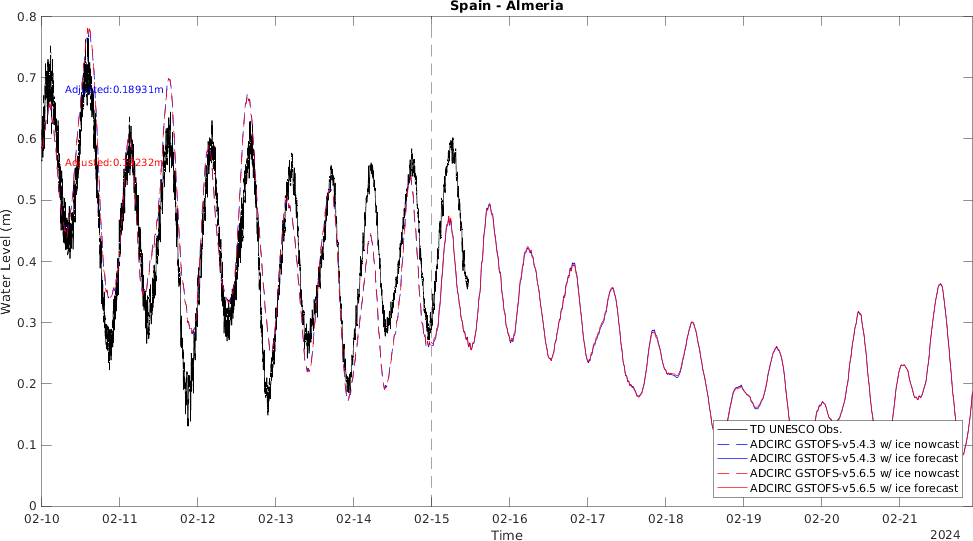 Spain - Almeria
0.8
0.7
0.6
0.5
0.4
0.3
0.2
0.1
0
Water Level (m)
Adjusted:0.18931m
02-10 02-11 02-12 02-13 02-14 02-15 02-16 02-17 02-18 02-19 02-20 02-21
Time
2024
TD UNESCO Obs.
ADCIRC GSTOFS-v5.4.3 w/ ice nowcast
ADCIRC GSTOFS-v5.4.3 w/ ice forecast
ADCIRC GSTOFS-v5.6.5 w/ ice nowcast
ADCIRC GSTOFS-v5.6.5 w/ ice forecast